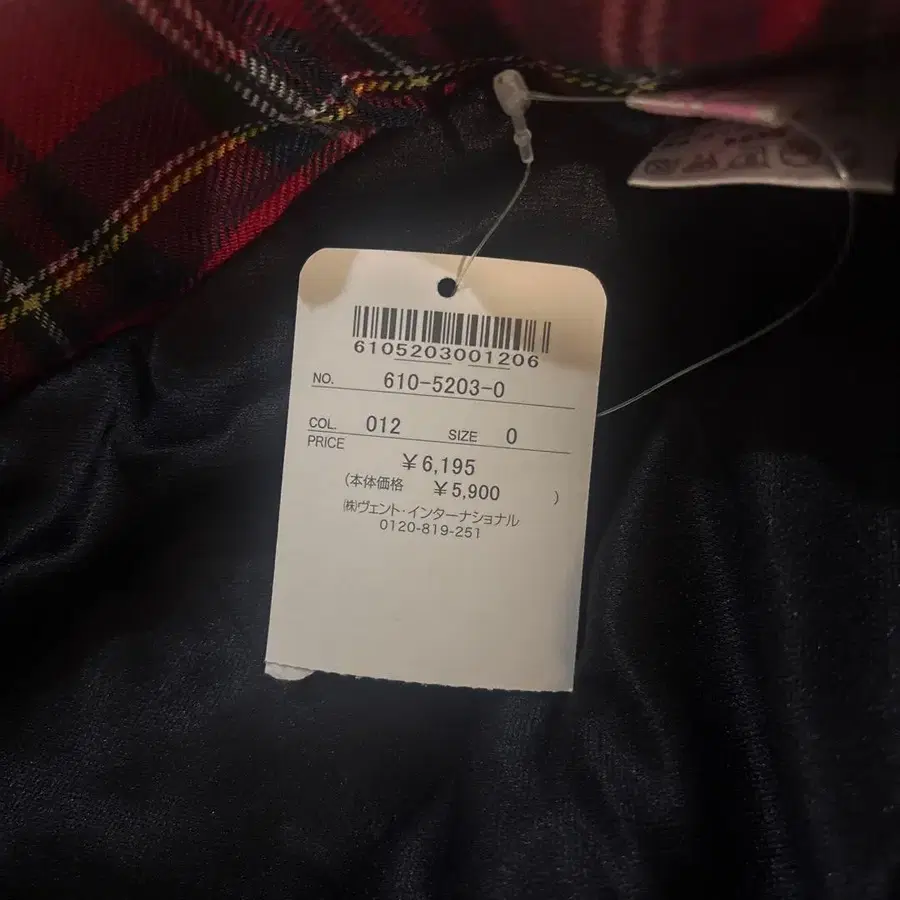 6105203001206
NO. 610-5203-0
COL. 012 SIZE 0
PRICE
¥6,195
(本体価格 ¥5,900 )
㈱ヴェント・インターナショナル
0120-819-251